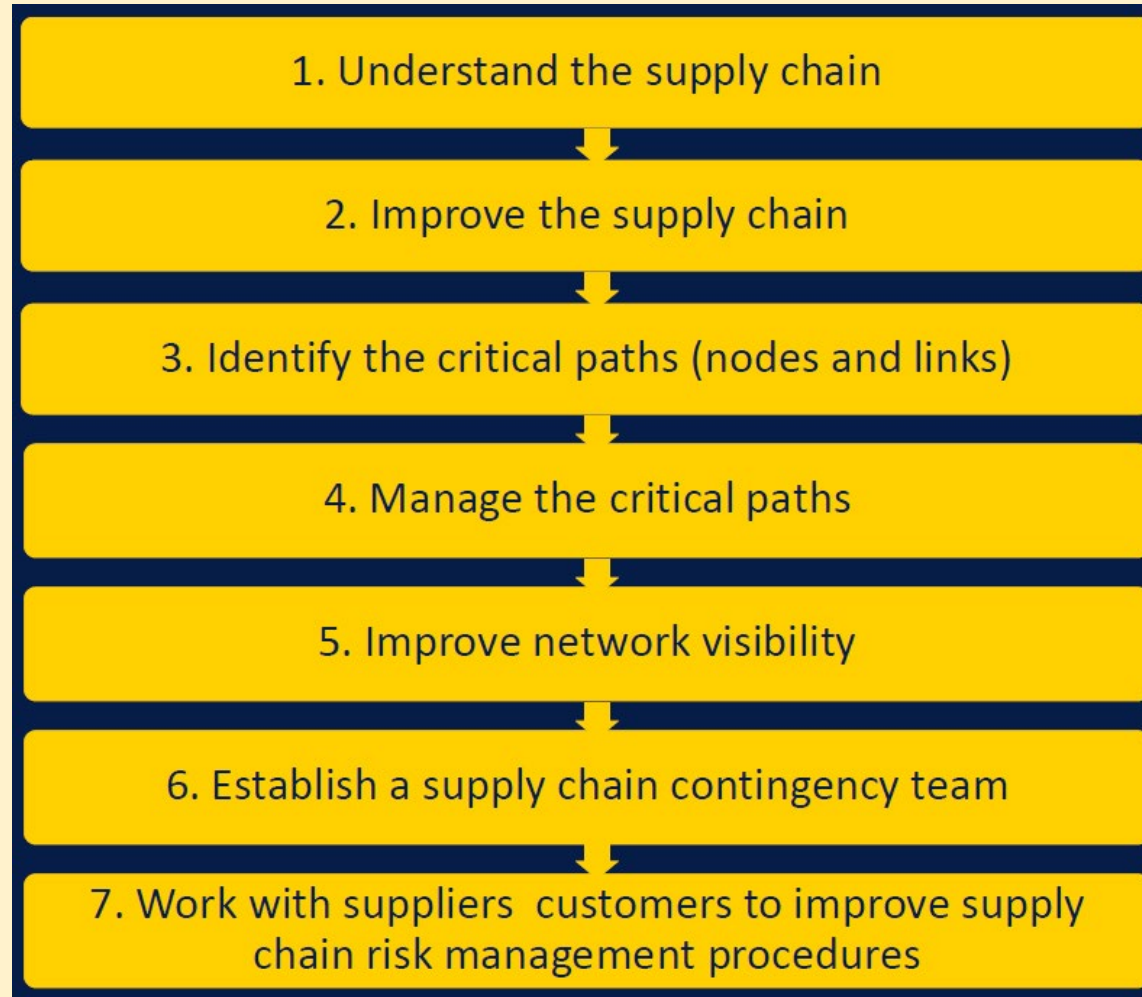 1. Understand the supply chain
2. Improve the supply chain
3. Identify the critical paths (nodes and links)
4. Manage the critical paths
5. Improve network visibility
6. Establish a supply chain contingency team
7. Work with suppliers  customers to improve supply
chain risk management procedures